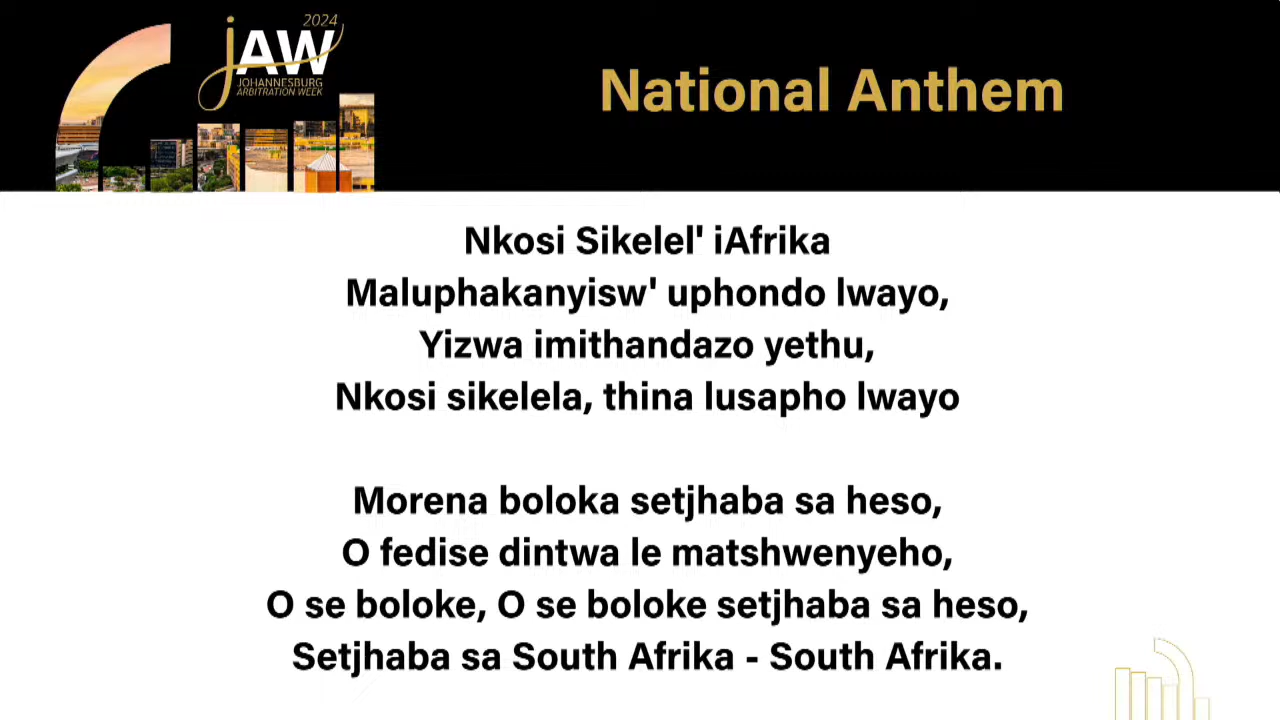 2024
jAW
JOHANNESBURG
ARBITRATION WEEK
National Anthem
Nkosi Sikelel' iAfrika
Maluphakanyisw' uphondo lwayo,
Yizwa imithandazo yethu,
Nkosi sikelela, thina lusapho lwayo
Morena boloka setjhaba sa heso,
O fedise dintwa le matshwenyeho,
O se boloke, O se boloke setjhaba sa heso,
Setjhaba sa South Afrika - South Afrika.